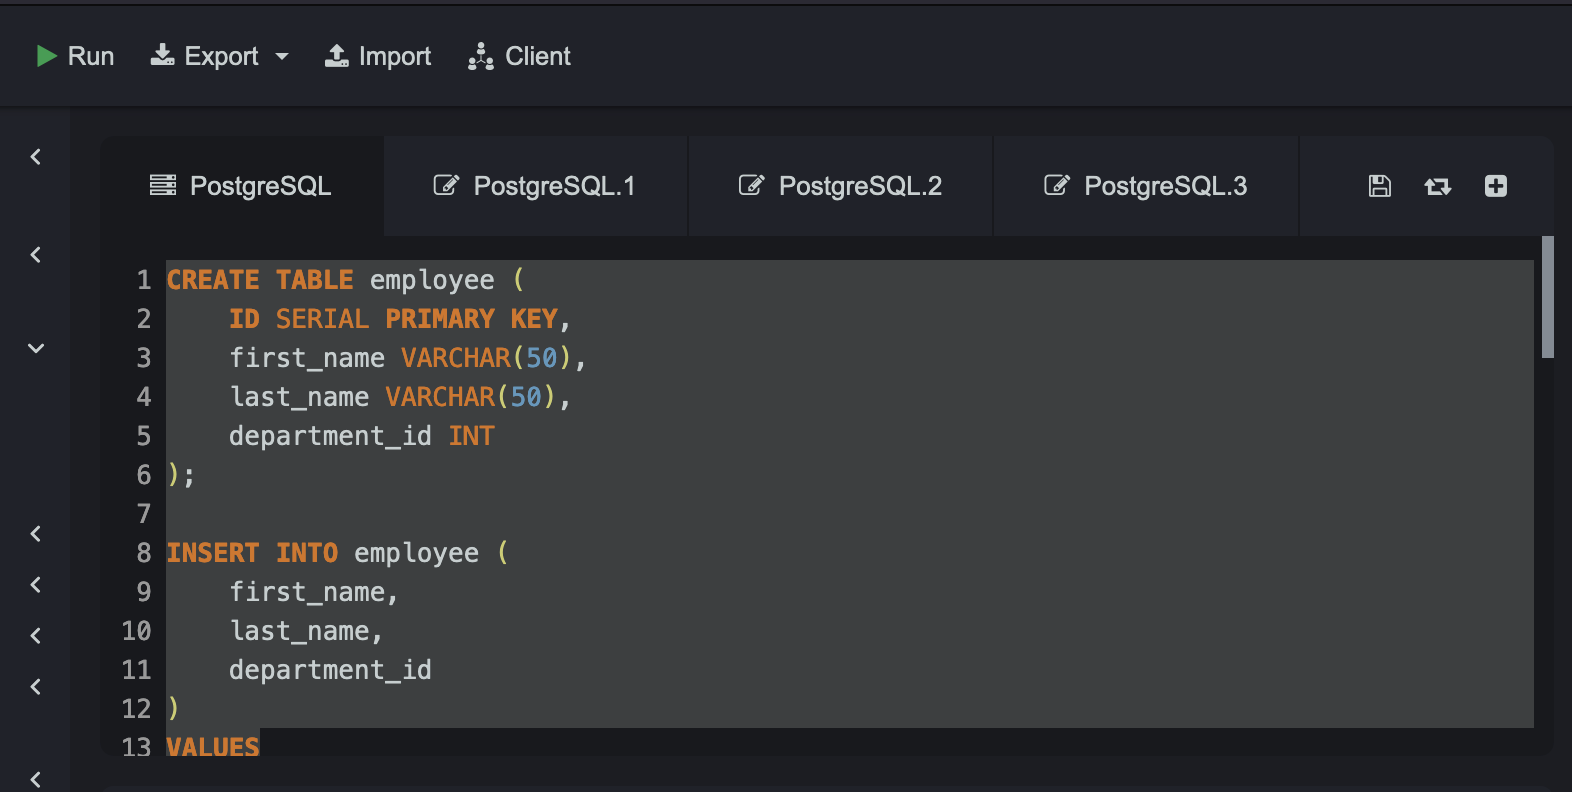 Run Export Import Client
PostgreSQL PostgreSQL.1 PostgreSQL.2 PostgreSQL.3
1 CREATE TABLE employee (
2     ID SERIAL PRIMARY KEY,
3     first_name VARCHAR(50),
4     last_name VARCHAR(50),
5     department_id INT
6 );
7
8 INSERT INTO employee (
9     first_name,
10     last_name,
11     department_id
12 )
13 VALUES